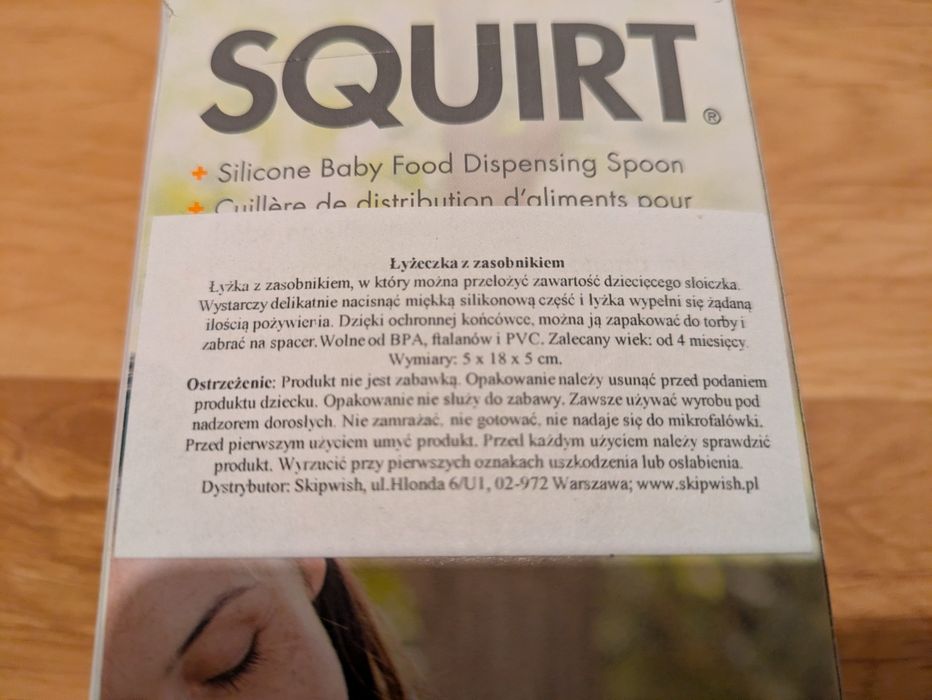 SQUIRT®
+ Silicone Baby Food Dispensing Spoon
+ Cuillère de distribution d'aliments pour
Łyżeczka z zasobnikiem
Łyżka z zasobnikiem, w który można przełożyć zawartość dziecięcego słoiczka.
Wystarczy delikatnie nacisnąć miękką silikonową część i łyżka wypełni się żądaną
ilością pożywienia. Dzięki ochronnej końcówce, można ją zapakować do torby i
zabrać na spacer. Wolne od BPA, ftalanów i PVC. Zalecany wiek: od 4 miesięcy.
Wymiary: 5 x 18 x 5 cm.
Ostrzeżenie: Produkt nie jest zabawką. Opakowanie należy usunąć przed podaniem
produktu dziecku. Opakowanie nie służy do zabawy. Zawsze używać wyrobu pod
nadzorem dorosłych. Nie zamrażać, nie gotować, nie nadaje się do mikrofalówki.
Przed pierwszym użyciem umyć produkt. Przed każdym użyciem należy sprawdzić
produkt. Wyrzucić przy pierwszych oznakach uszkodzenia lub osłabienia.
Dystrybutor: Skipwish, ul.Hlonda 6/U1, 02-972 Warszawa; www.skipwish.pl